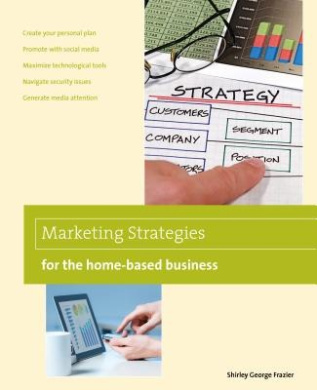 Create your personal plan
Promote with social media
Maximize technological tools
Navigate security issues
Generate media attention
STRATEGY
CUSTOMERS
SEGMENT
COMPANY
POSITION
Marketing Strategies
for the home-based business
Shirley George Frazier